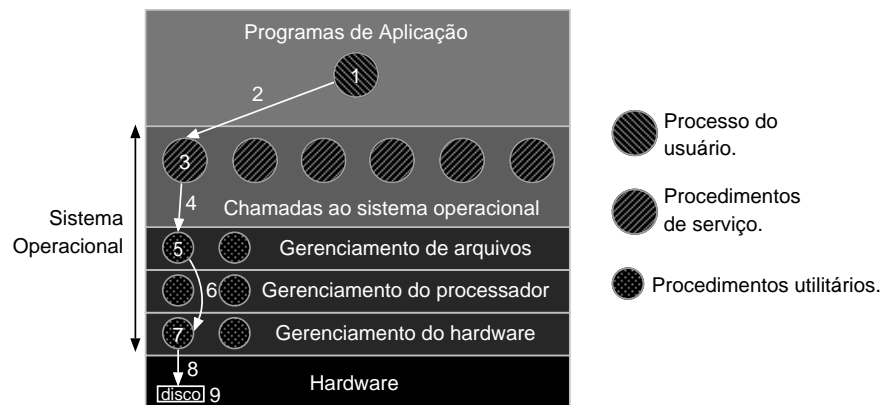 Programas de Aplicação
1
2
3
4
Chamadas ao sistema operacional
Sistema
Operacional
5
Gerenciamento de arquivos
6
Gerenciamento do processador
7
Gerenciamento do hardware
8
Hardware
disco
9
Processo do
usuário.
Procedimentos
de serviço.
Procedimentos utilitários.